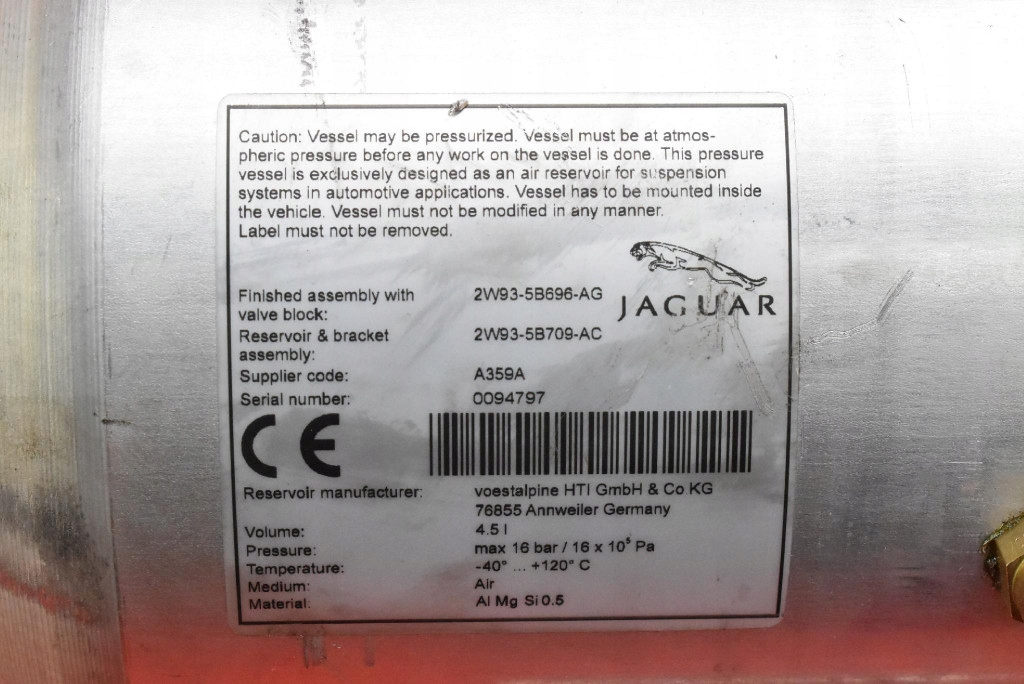 Caution: Vessel may be pressurized. Vessel must be at atmos-
pheric pressure before any work on the vessel is done. This pressure
vessel is exclusively designed as an air reservoir for suspension
systems in automotive applications. Vessel has to be mounted inside
the vehicle. Vessel must not be modified in any manner.
Label must not be removed.
JAGUAR
Finished assembly with valve block: 2W93-5B696-AG
Reservoir & bracket assembly: 2W93-5B709-AC
Supplier code: A359A
Serial number: 0094797
CE
Reservoir manufacturer: voestalpine HTI GmbH & Co KG
76855 Annweiler Germany
Volume: 4.5 l
Pressure: max 16 bar / 16 x 10⁵ Pa
Temperature: -40° ... +120° C
Medium: Air
Material: Al Mg Si 0.5